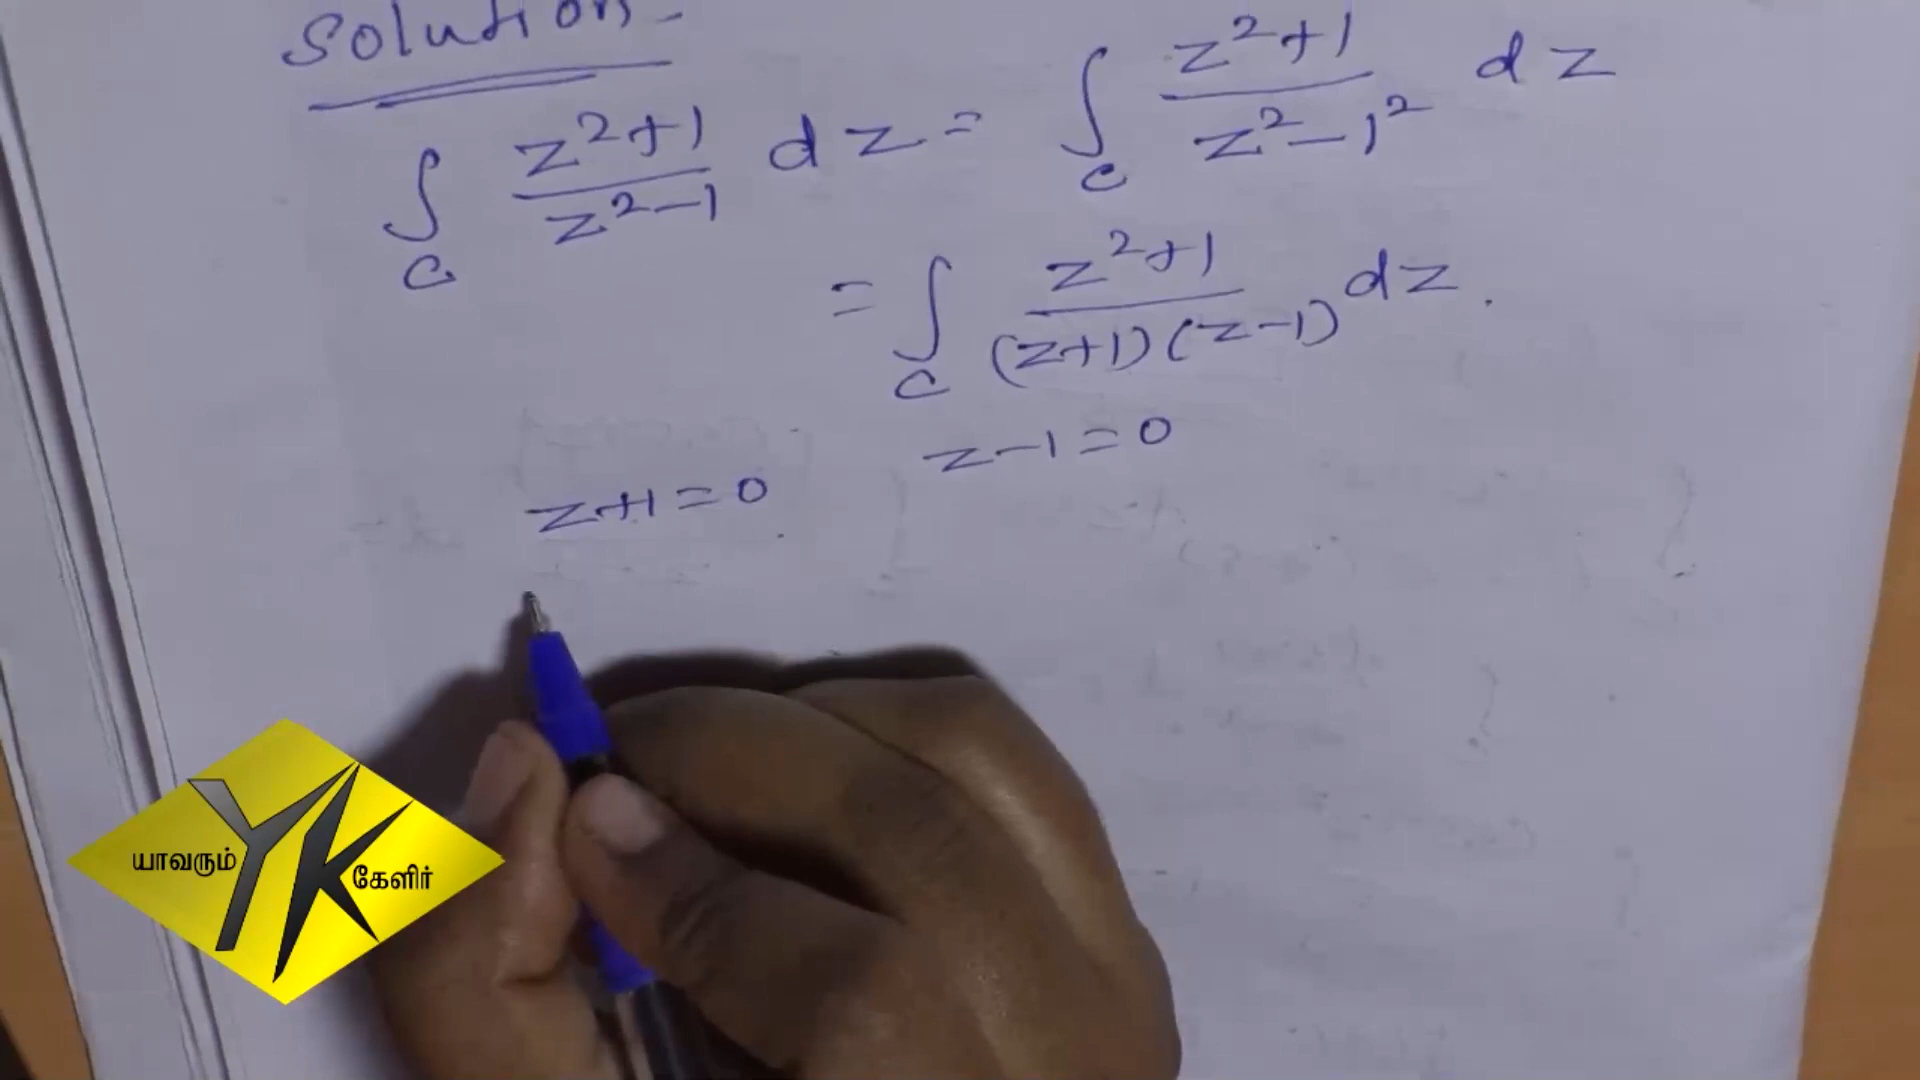 Solution-
∫_C (z²+1)/(z²-1) dz = ∫_C (z²+1)/(z²-1²) dz
= ∫_C (z²+1)/((z+1)(z-1)) dz.
z+1=0 z-1=0
யாவரும் YK கேளிர்